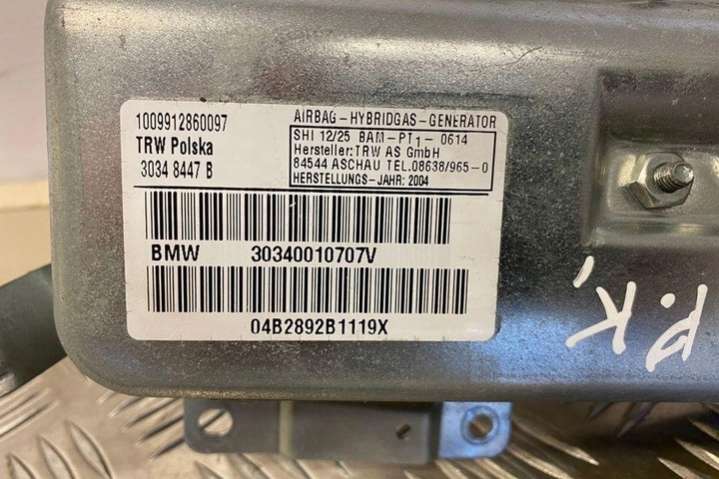 1009912860097
TRW Polska
3034 8447 B
AIRBAG-HYBRIDGAS-GENERATOR
SHI 12/25 BAM-PT1-0614
Hersteller:TRW AS GmbH
84544 ASCHAU TEL.08638/965-0
HERSTELLUNGS-JAHR: 2004
BMW 30340010707V
04B2892B1119X
P.K,